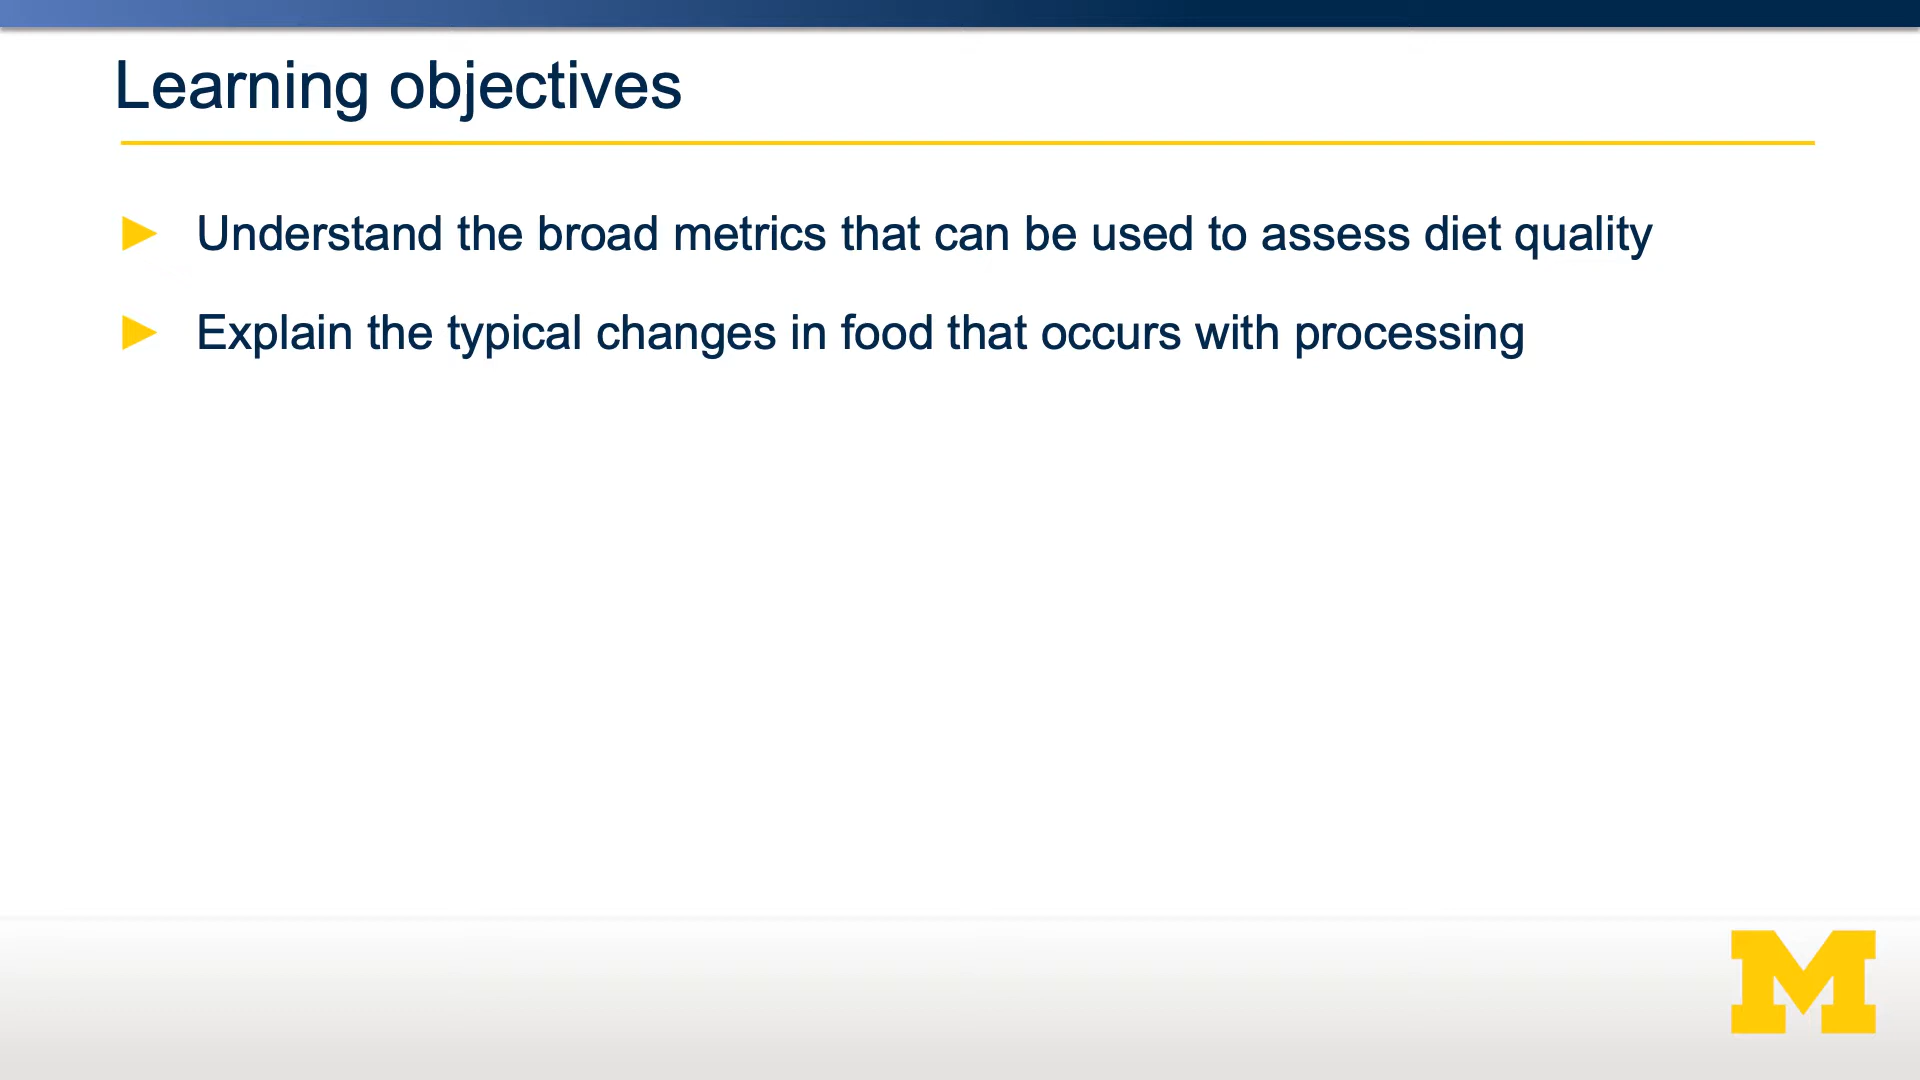 Learning objectives
Understand the broad metrics that can be used to assess diet quality
Explain the typical changes in food that occurs with processing
M